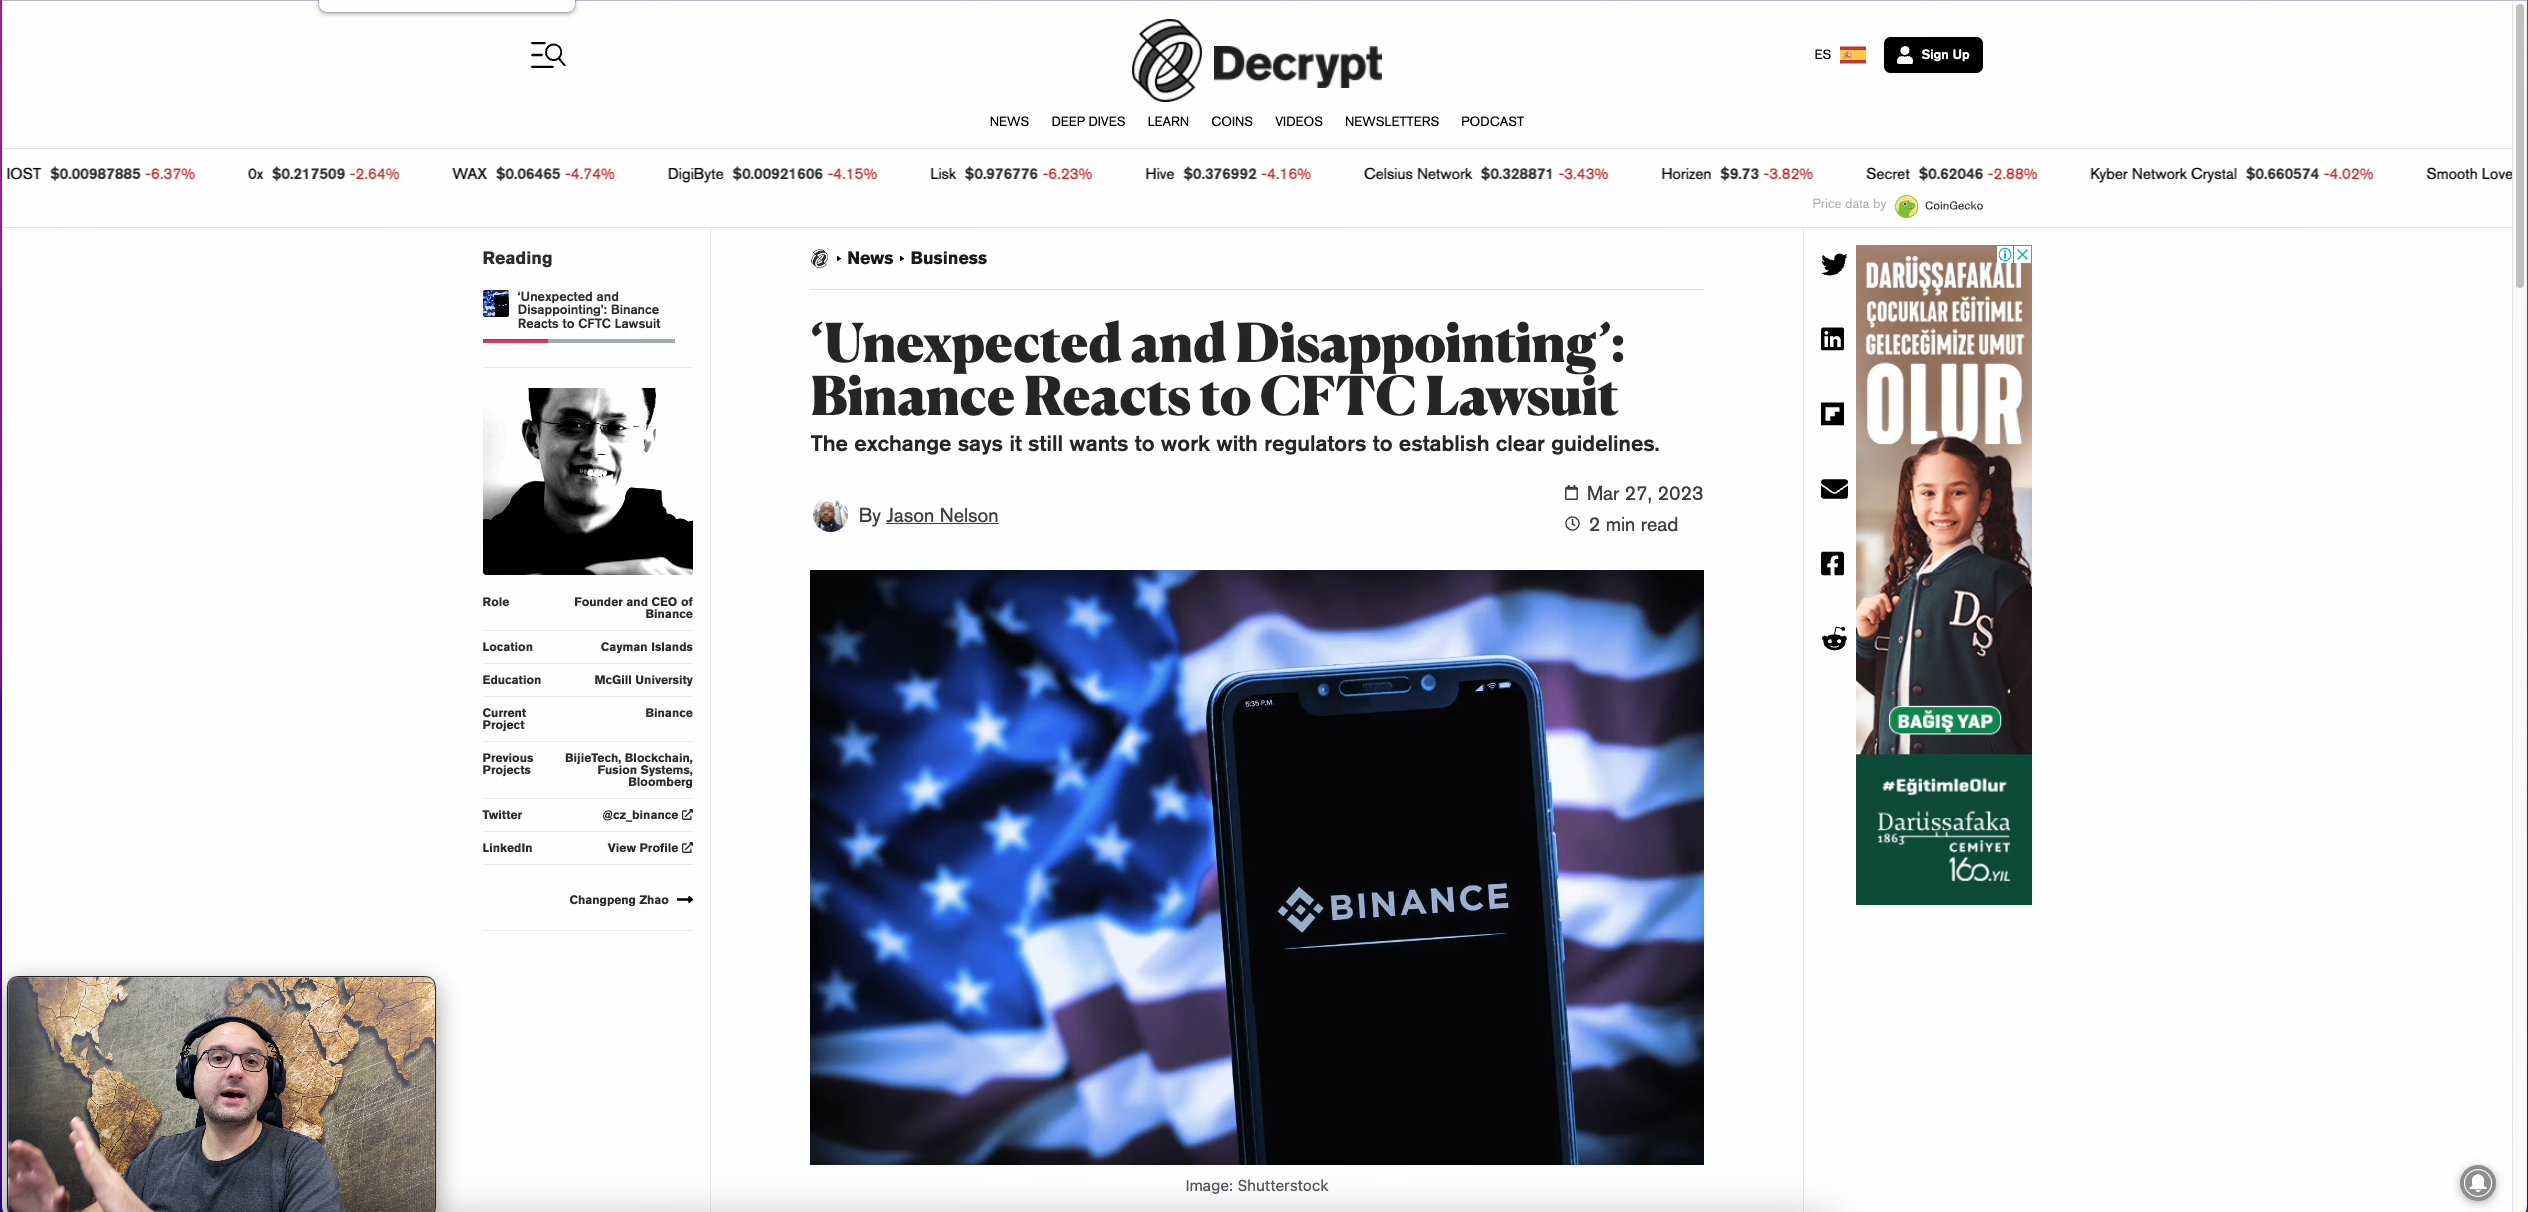 Decrypt
ES
Sign Up
NEWS DEEP DIVES LEARN COINS VIDEOS NEWSLETTERS PODCAST
IOST $0.00987885 -6.37% 0x $0.217509 -2.64% WAX $0.06465 -4.74% DigiByte $0.00921606 -4.15% Lisk $0.976776 -6.23% Hive $0.376992 -4.16% Celsius Network $0.328871 -3.43% Horizen $9.73 -3.82% Secret $0.62046 -2.88% Kyber Network Crystal $0.660574 -4.02% Smooth Love
Price data by CoinGecko
Reading
‘Unexpected and
Disappointing’: Binance
Reacts to CFTC Lawsuit
Role Founder and CEO of
Binance
Location Cayman Islands
Education McGill University
Current
Project
Binance
Previous
Projects
BijieTech, Blockchain,
Fusion Systems,
Bloomberg
Twitter @cz_binance
LinkedIn View Profile
Changpeng Zhao
News Business
‘Unexpected and Disappointing’:
Binance Reacts to CFTC Lawsuit
The exchange says it still wants to work with regulators to establish clear guidelines.
By Jason Nelson
Mar 27, 2023
2 min read
5:35 P.M
BINANCE
Image: Shutterstock
DARÜŞŞAFAKALI
ÇOCUKLAR EĞİTİMLE
GELECEĞİMİZE UMUT
OLUR
DŞ
BAĞIŞ YAP
#EğitimleOlur
Darüşşafaka
1863
CEMİYET
160.YIL